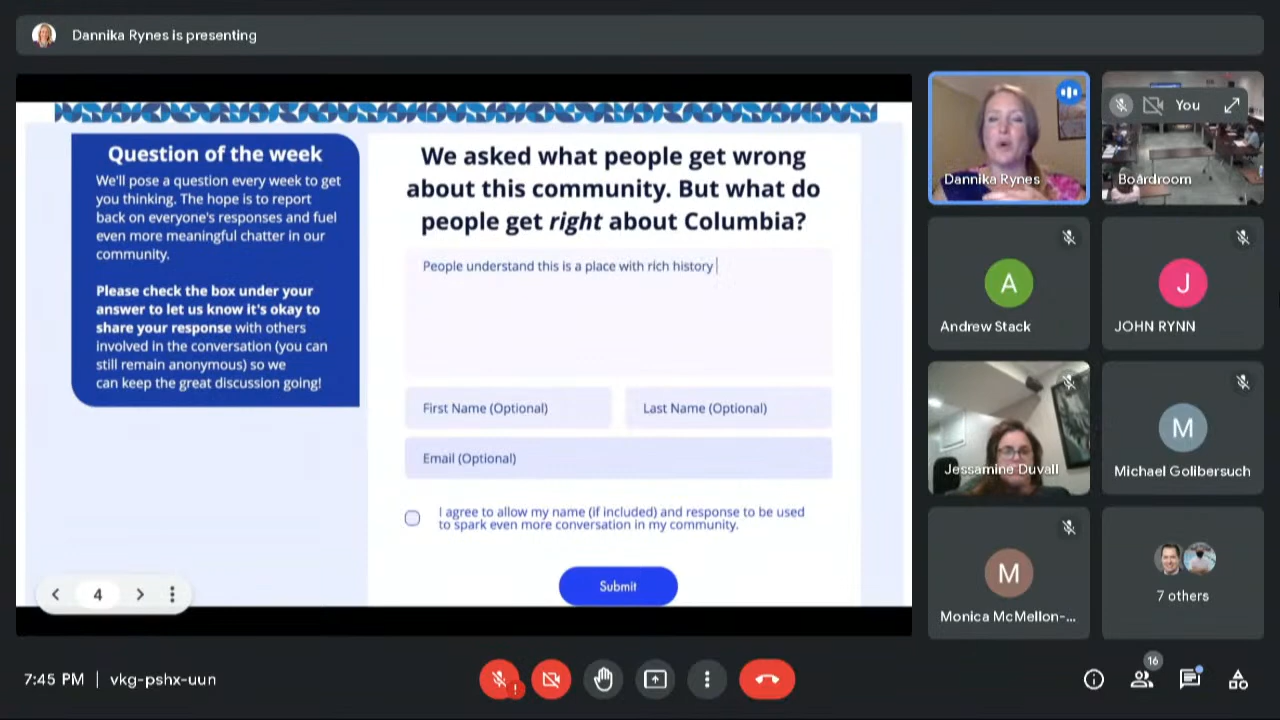 Dannika Rynes is presenting
Question of the week
We'll pose a question every week to get
you thinking. The hope is to report
back on everyone's responses and fuel
even more meaningful chatter in our
community.
Please check the box under your
answer to let us know it's okay to
share your response with others
involved in the conversation (you can
still remain anonymous) so we
can keep the great discussion going!
We asked what people get wrong
about this community. But what do
people get right about Columbia?
People understand this is a place with rich history
First Name (Optional)
Last Name (Optional)
Email (Optional)
I agree to allow my name (if included) and response to be used
to spark even more conversation in my community.
Submit
4
Dannika Rynes
You
Boardroom
A
Andrew Stack
J
JOHN RYNN
Jessamine Duvall
M
Michael Golibersuch
M
Monica McMellon-...
7 others
7:45 PM | vkg-pshx-uun
!
16